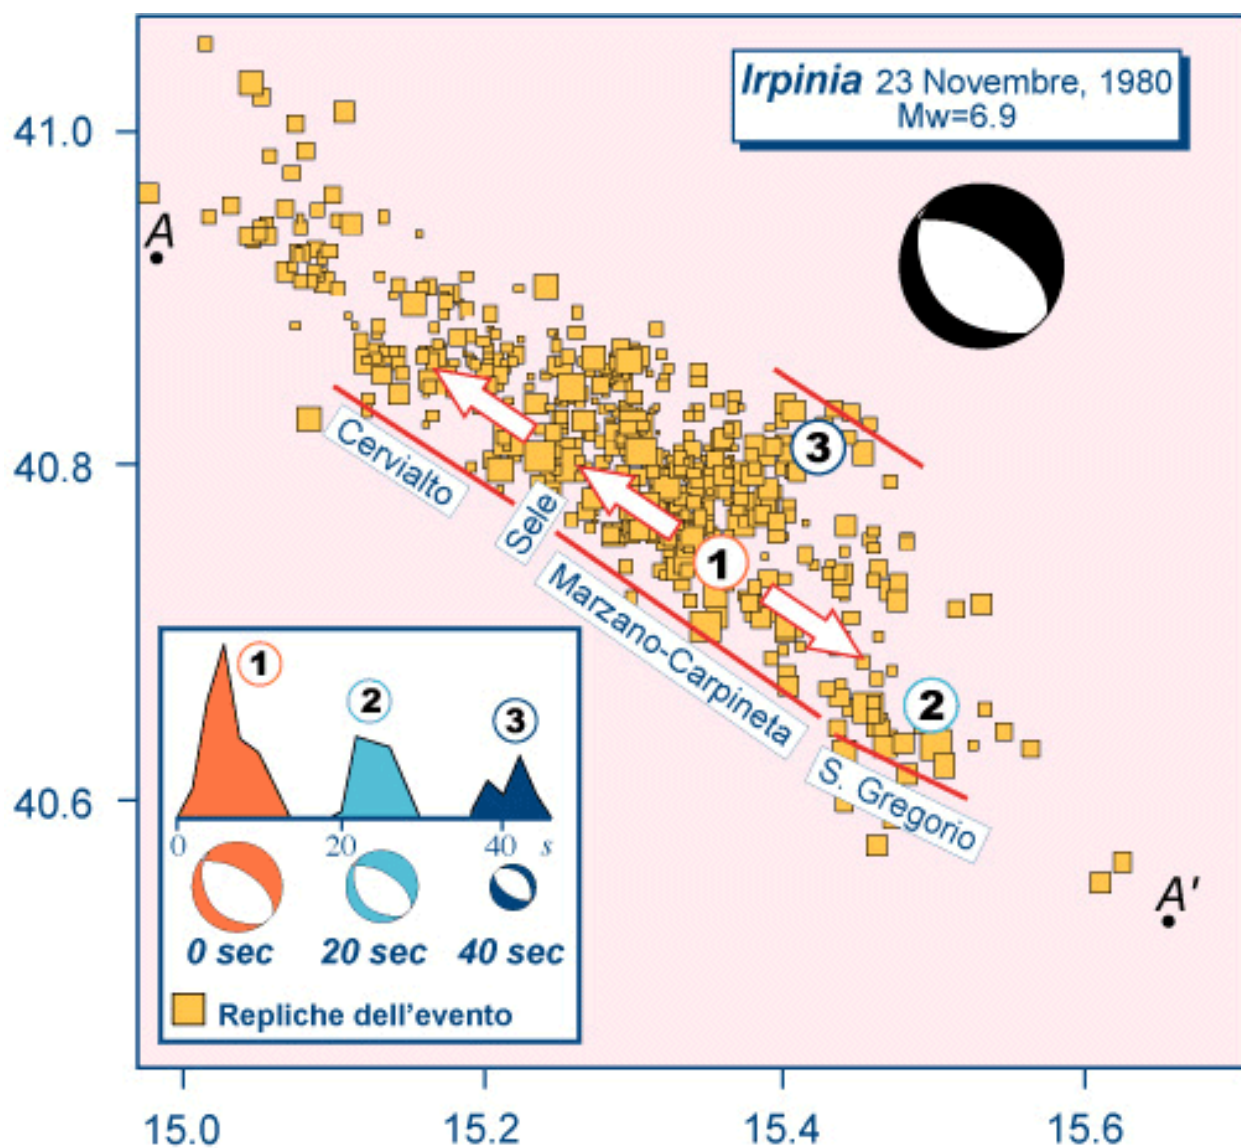 Irpinia 23 Novembre, 1980
Mw=6.9
41.0
A
3
40.8
Cervialto
Sele
1
Marzano-Carpineta
2
S. Gregorio
40.6
1
2
3
0 20 40 s
0 sec 20 sec 40 sec
Repliche dell'evento
A'
15.0 15.2 15.4 15.6